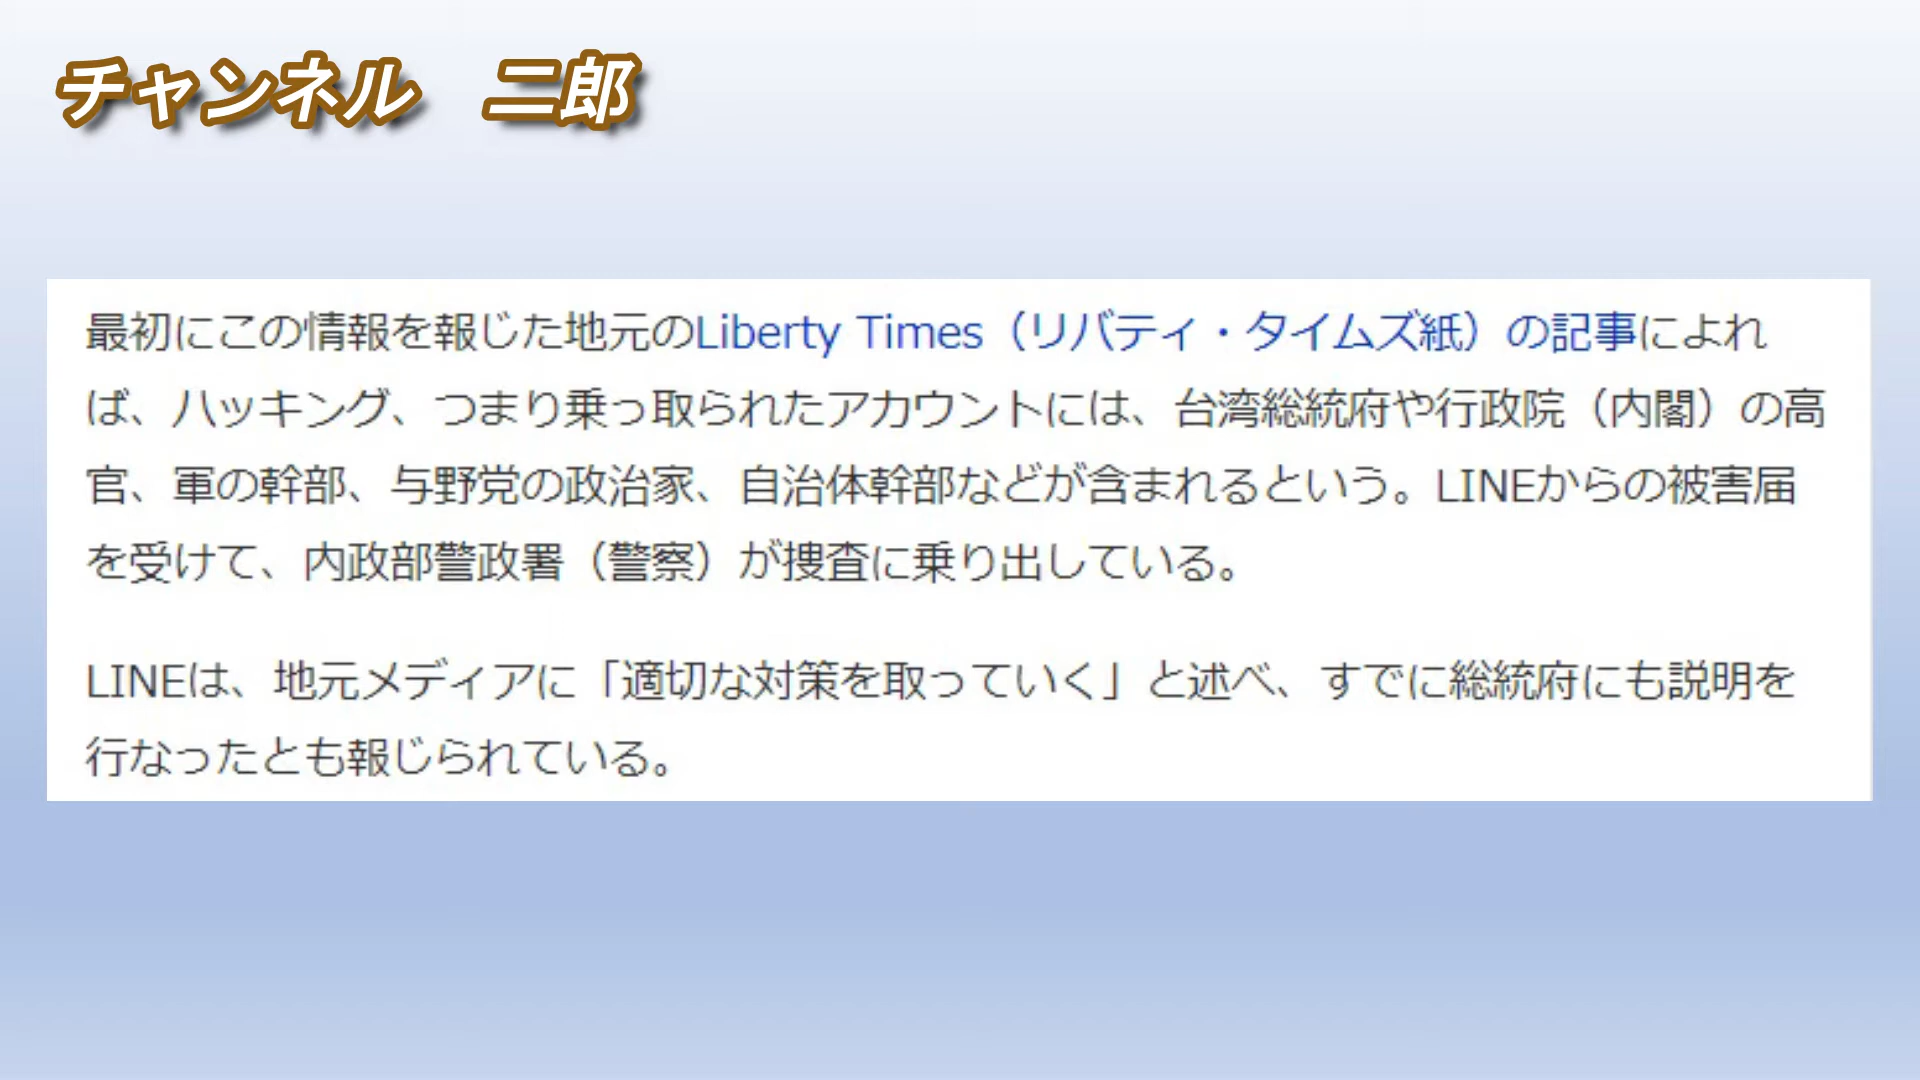 チャンネル　二郎
最初にこの情報を報じた地元のLiberty Times（リバティ・タイムズ紙）の記事によれ
ば、ハッキング、つまり乗っ取られたアカウントには、台湾総統府や行政院（内閣）の高
官、軍の幹部、与野党の政治家、自治体幹部などが含まれるという。LINEからの被害届
を受けて、内政部警政署（警察）が捜査に乗り出している。
LINEは、地元メディアに「適切な対策を取っていく」と述べ、すでに総統府にも説明を
行なったとも報じられている。